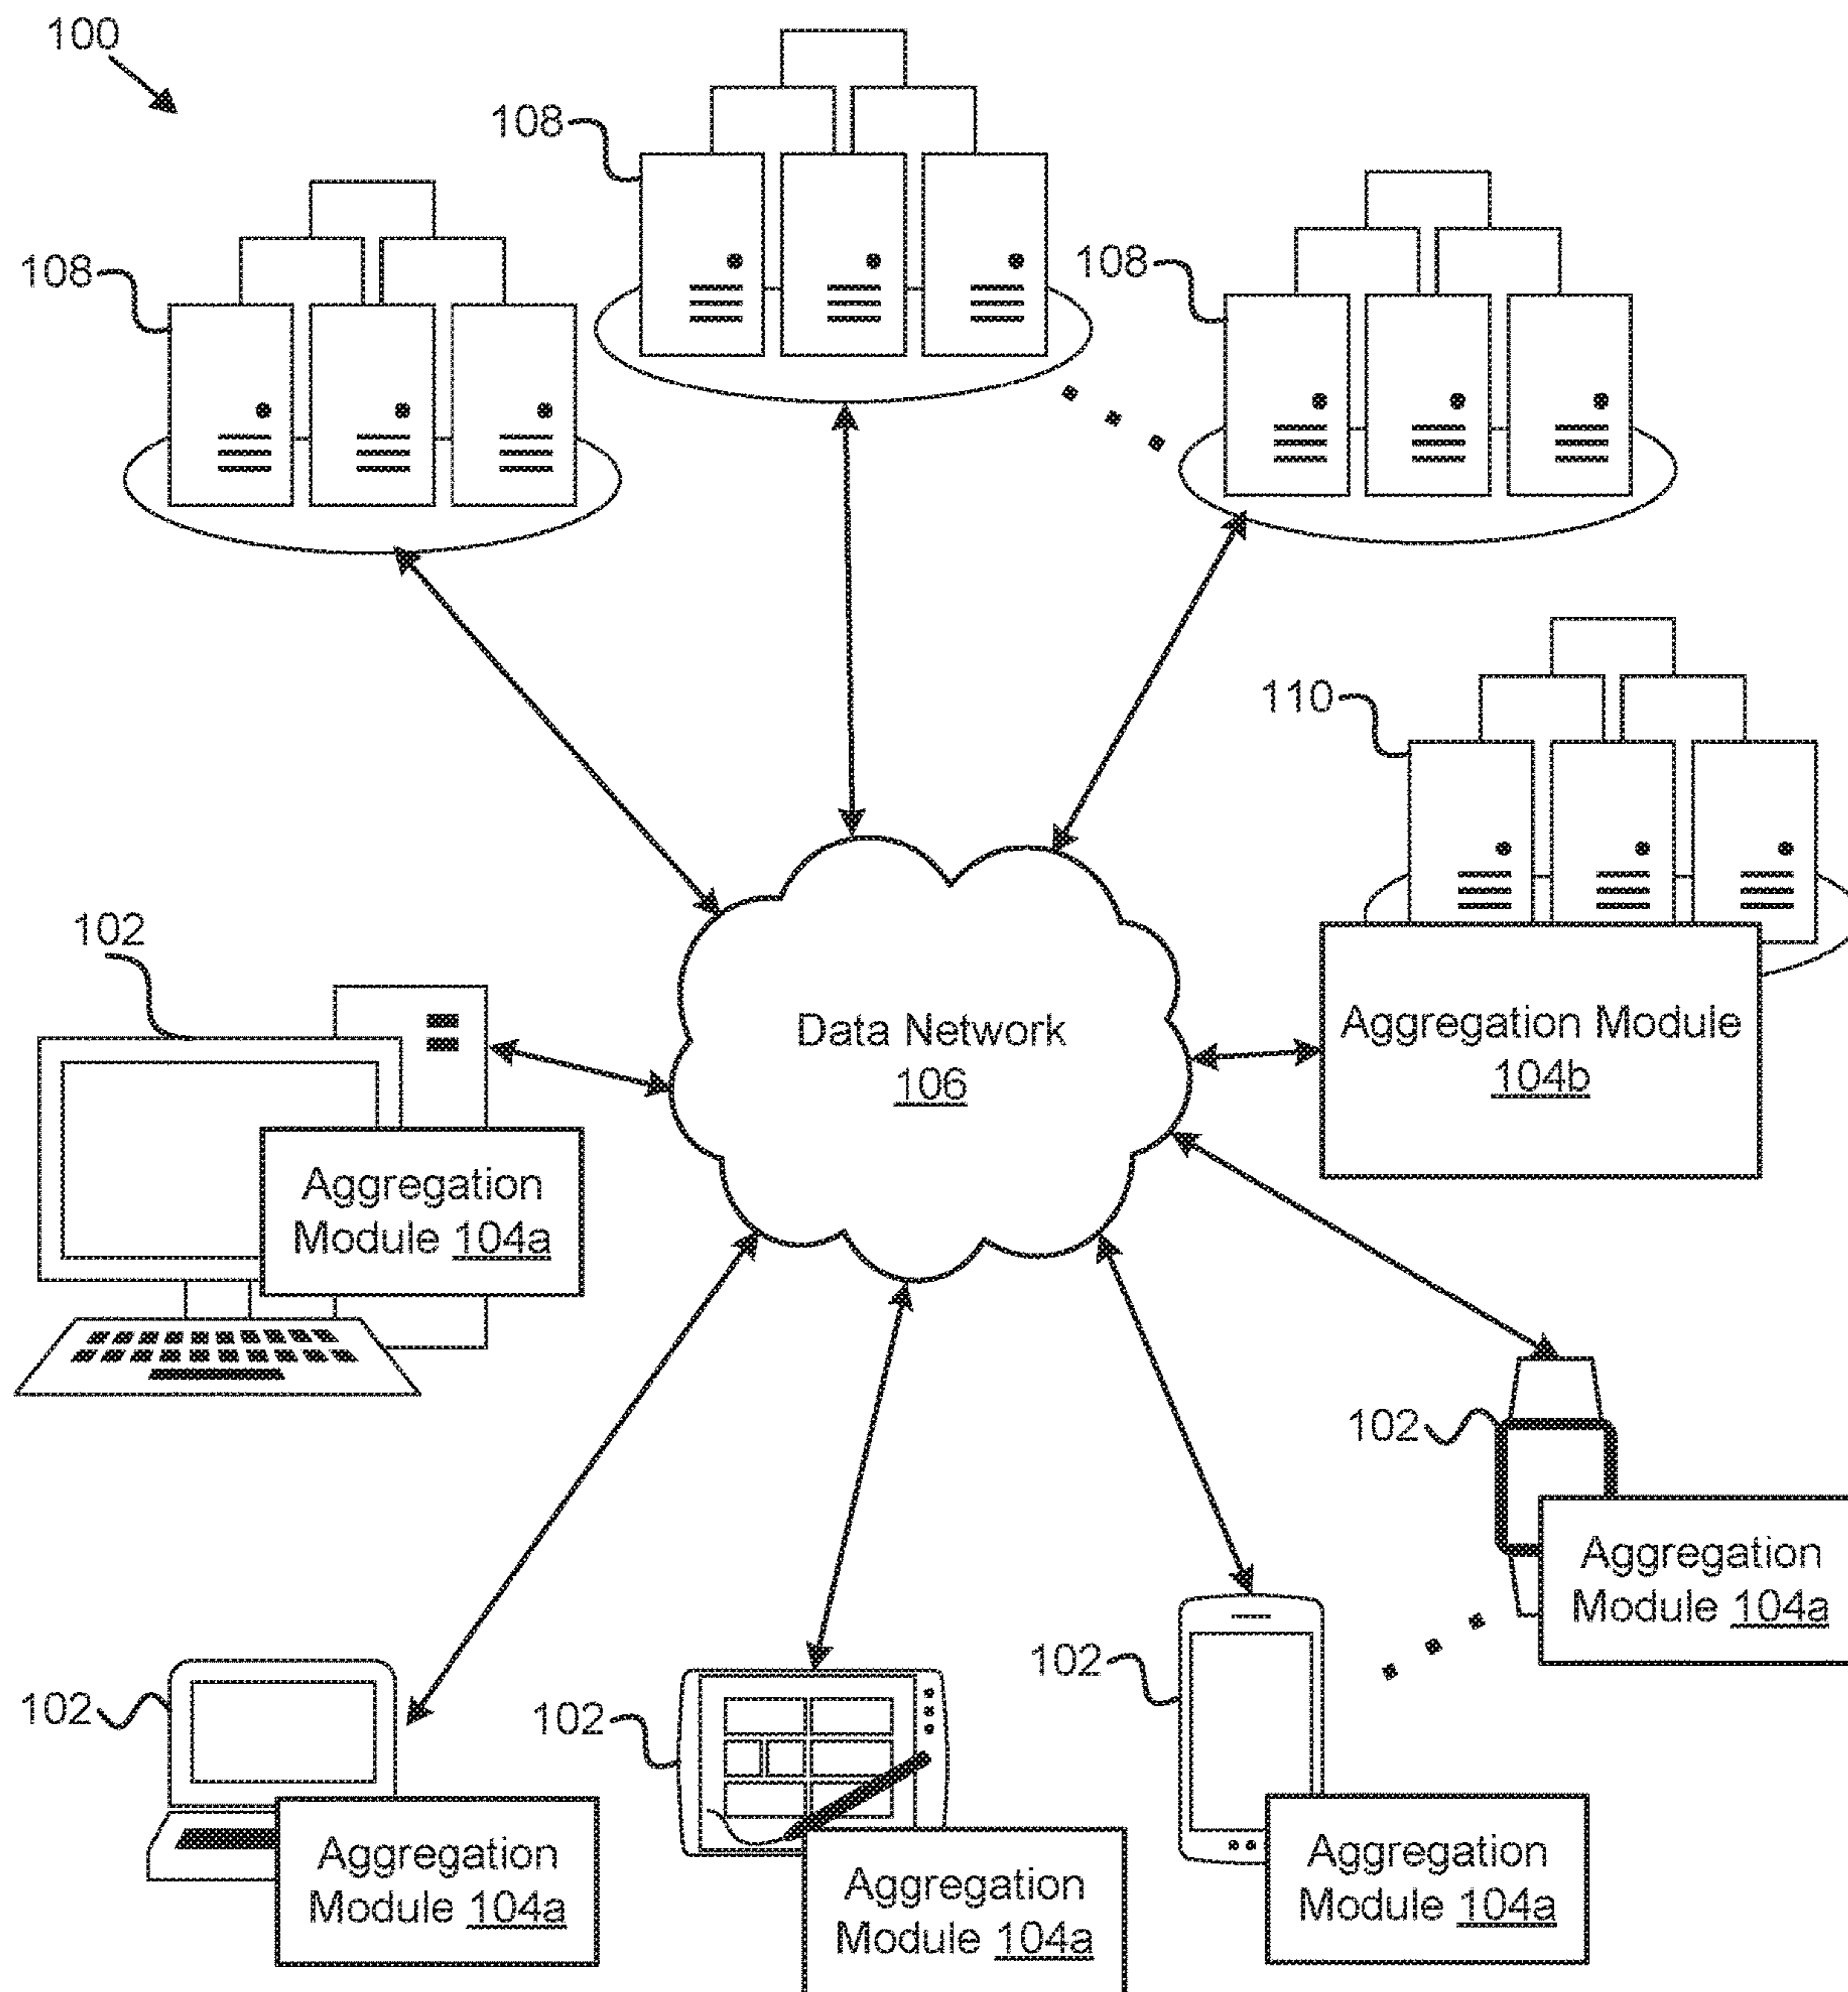 100
108
108
108
110
102
Data Network
106
Aggregation Module
104b
Aggregation
Module 104a
102
Aggregation
Module 104a
102
102
102
Aggregation
Module 104a
Aggregation
Module 104a
Aggregation
Module 104a